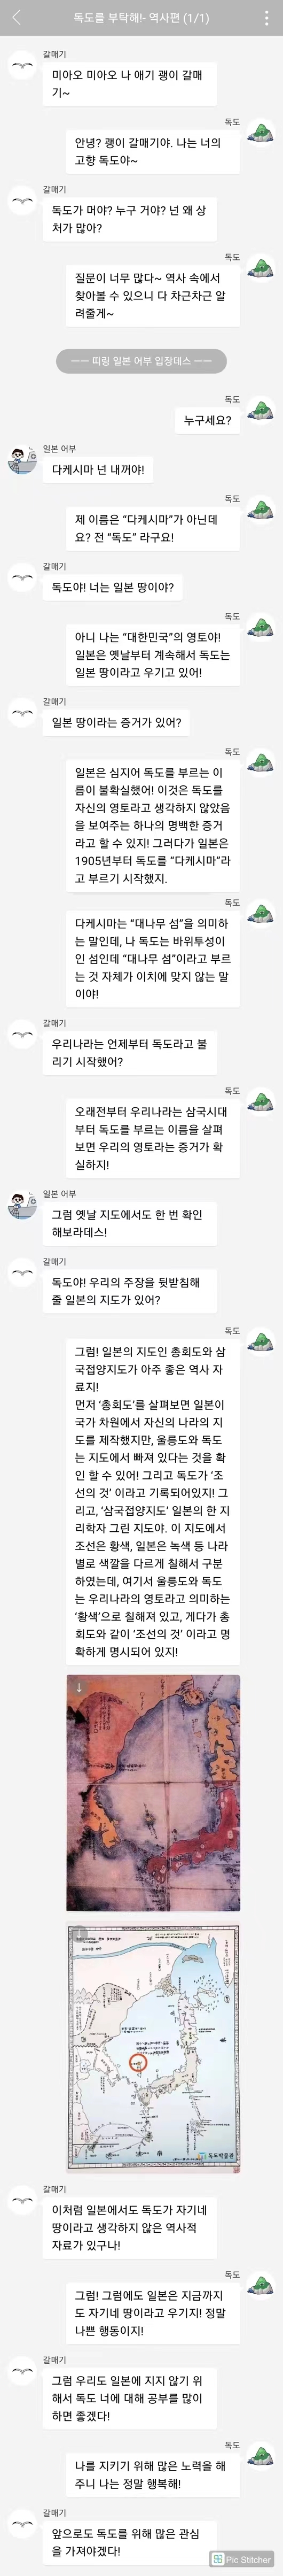 독도를 부탁해!- 역사편 (1/1)
갈매기
미아오 미아오 나 애기 괭이 갈매
기~
독도
안녕? 괭이 갈매기야. 나는 너의
고향 독도야~
갈매기
독도가 머야? 누구 거야? 넌 왜 상
처가 많아?
독도
질문이 너무 많다~ 역사 속에서
찾아볼 수 있으니 다 차근차근 알
려줄게~
ㅡㅡ 띠링 일본 어부 입장데스 ㅡㅡ
독도
누구세요?
일본 어부
다케시마 넌 내꺼야!
독도
제 이름은 “다케시마”가 아닌데
요? 전 “독도” 라구요!
갈매기
독도야! 너는 일본 땅이야?
독도
아니 나는 “대한민국”의 영토야!
일본은 옛날부터 계속해서 독도는
일본 땅이라고 우기고 있어!
갈매기
일본 땅이라는 증거가 있어?
독도
일본은 심지어 독도를 부르는 이
름이 불확실했어! 이것은 독도를
자신의 영토라고 생각하지 않았음
을 보여주는 하나의 명백한 증거
라고 할 수 있지! 그러다가 일본은
1905년부터 독도를 “다케시마”라
고 부르기 시작했지.
독도
다케시마는 “대나무 섬”을 의미하
는 말인데, 나 독도는 바위투성이
인 섬인데 “대나무 섬”이라고 부르
는 것 자체가 이치에 맞지 않는 말
이야!
갈매기
우리나라는 언제부터 독도라고 불
리기 시작했어?
독도
오래전부터 우리나라는 삼국시대
부터 독도를 부르는 이름을 살펴
보면 우리의 영토라는 증거가 확
실하지!
일본 어부
그럼 옛날 지도에서도 한 번 확인
해보라데스!
갈매기
독도야! 우리의 주장을 뒷받침해
줄 일본의 지도가 있어?
독도
그럼! 일본의 지도인 총회도와 삼
국접양지도가 아주 좋은 역사 자
료지!
먼저 ‘총회도’를 살펴보면 일본이
국가 차원에서 자신의 나라의 지
도를 제작했지만, 울릉도와 독도
는 지도에서 빠져 있다는 것을 확
인 할 수 있어! 그리고 독도가 ‘조
선의 것’ 이라고 기록되어있지! 그
리고, ‘삼국접양지도’ 일본의 한 지
리학자 그린 지도야. 이 지도에서
조선은 황색, 일본은 녹색 등 나라
별로 색깔을 다르게 칠해서 구분
하였는데, 여기서 울릉도와 독도
는 우리나라의 영토라고 의미하는
‘황색’으로 칠해져 있고, 게다가 총
회도와 같이 ‘조선의 것’ 이라고 명
확하게 명시되어 있지!
독도박물관
갈매기
이처럼 일본에서도 독도가 자기네
땅이라고 생각하지 않은 역사적
자료가 있구나!
독도
그럼! 그럼에도 일본은 지금까지
도 자기네 땅이라고 우기지! 정말
나쁜 행동이지!
갈매기
그럼 우리도 일본에 지지 않기 위
해서 독도 너에 대해 공부를 많이
하면 좋겠다!
독도
나를 지키기 위해 많은 노력을 해
주니 나는 정말 행복해!
갈매기
앞으로도 독도를 위해 많은 관심
을 가져야겠다!
Pic Stitcher